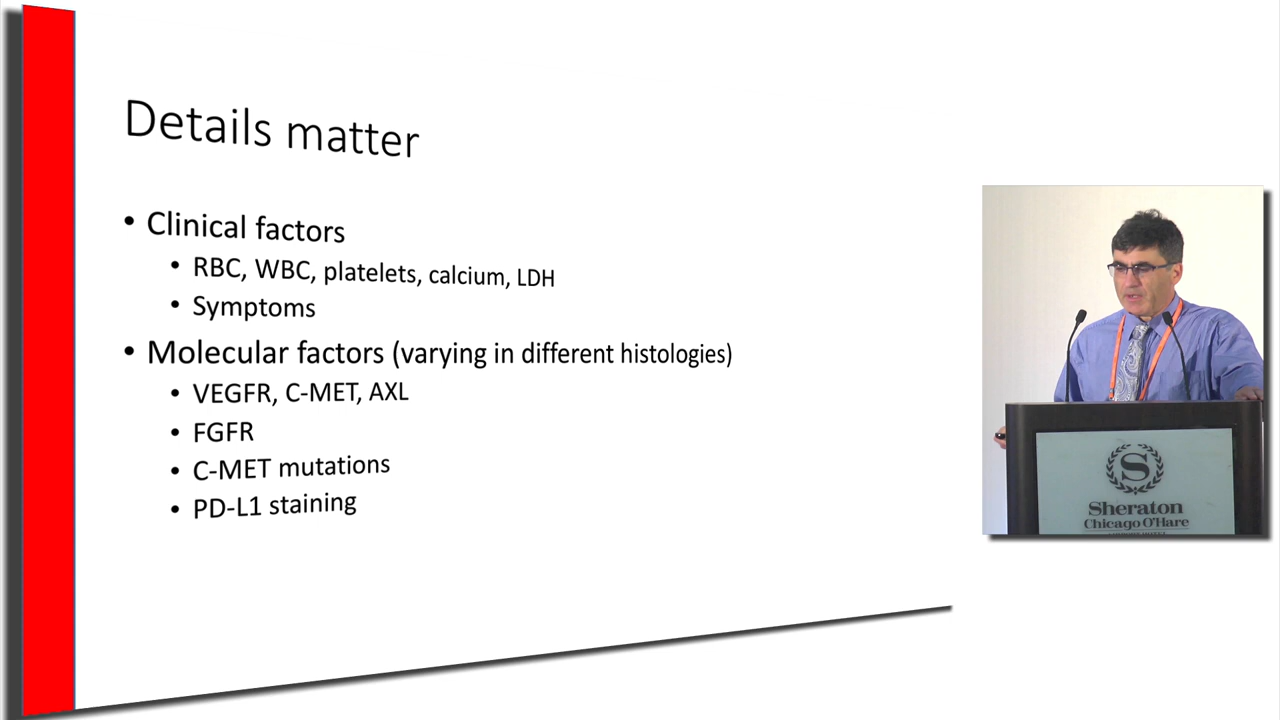 Details matter
• Clinical factors
• RBC, WBC, platelets, calcium, LDH
• Symptoms
• Molecular factors (varying in different histologies)
• VEGFR, C-MET, AXL
• FGFR
• C-MET mutations
• PD-L1 staining
S
Sheraton
Chicago O'Hare